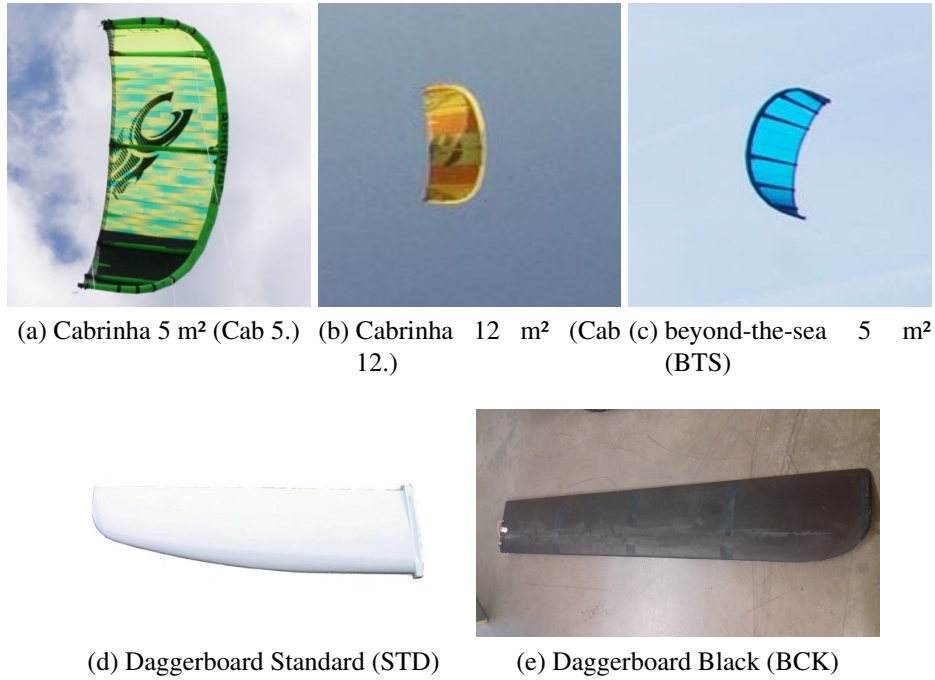 (a) Cabrinha 5 m² (Cab 5.)
(b) Cabrinha 12 m² (Cab
12.)
(c) beyond-the-sea 5 m²
(BTS)
(d) Daggerboard Standard (STD)
(e) Daggerboard Black (BCK)